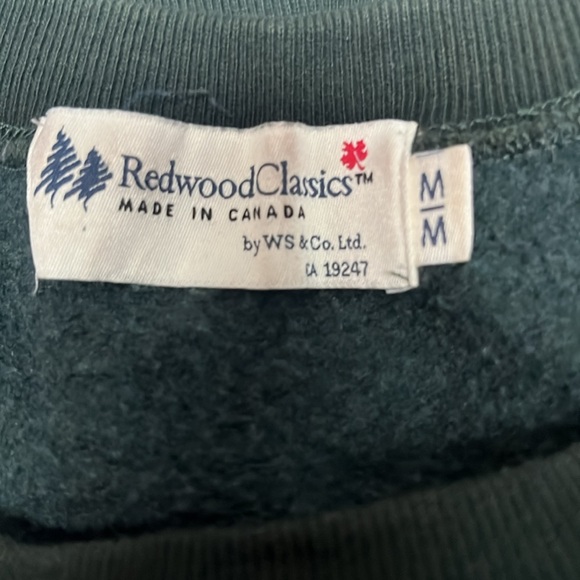 RedwoodClassics™
MADE IN CANADA
by WS & Co. Ltd.
CA 19247
M
M